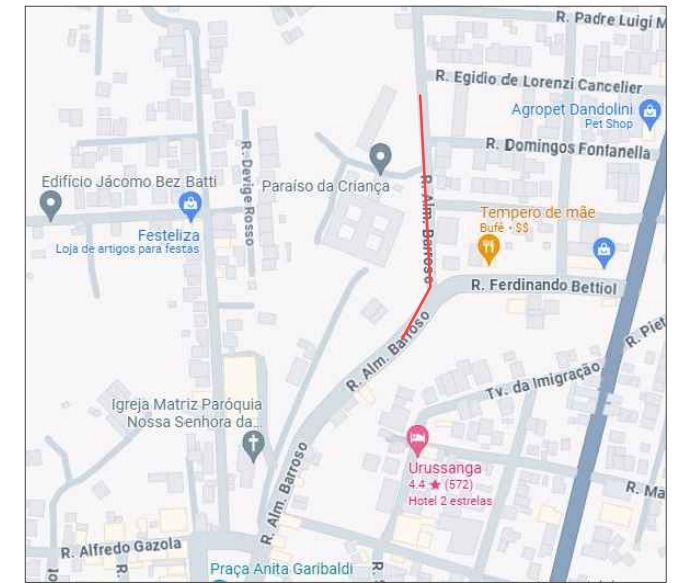 R. Padre Luigi M
R. Egidio de Lorenzi Cancelier
Agropet Dandolini
Pet Shop
R. Domingos Fontanella
R. Devige Rosso
Edifício Jácomo Bez Batti
Paraíso da Criança
R. Alm. Barroso
Tempero de mãe
Bufê · $$
Festeliza
Loja de artigos para festas
R. Ferdinando Bettiol
R. Alm. Barroso
R. Piet
Tv. da Imigração
Igreja Matriz Paróquia
Nossa Senhora da...
Urussanga
4.4 ★ (572)
Hotel 2 estrelas
R. Alm. Barroso
R. Ma
R. Alfredo Gazola
Praça Anita Garibaldi
R.
R. S